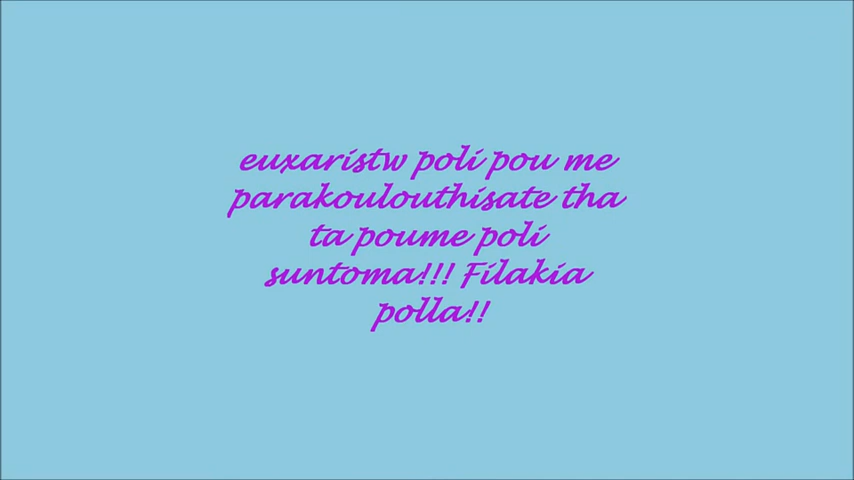 euxaristw poli pou me
parakoulouthisate tha
ta poume poli
suntoma!!! Filakia
polla!!